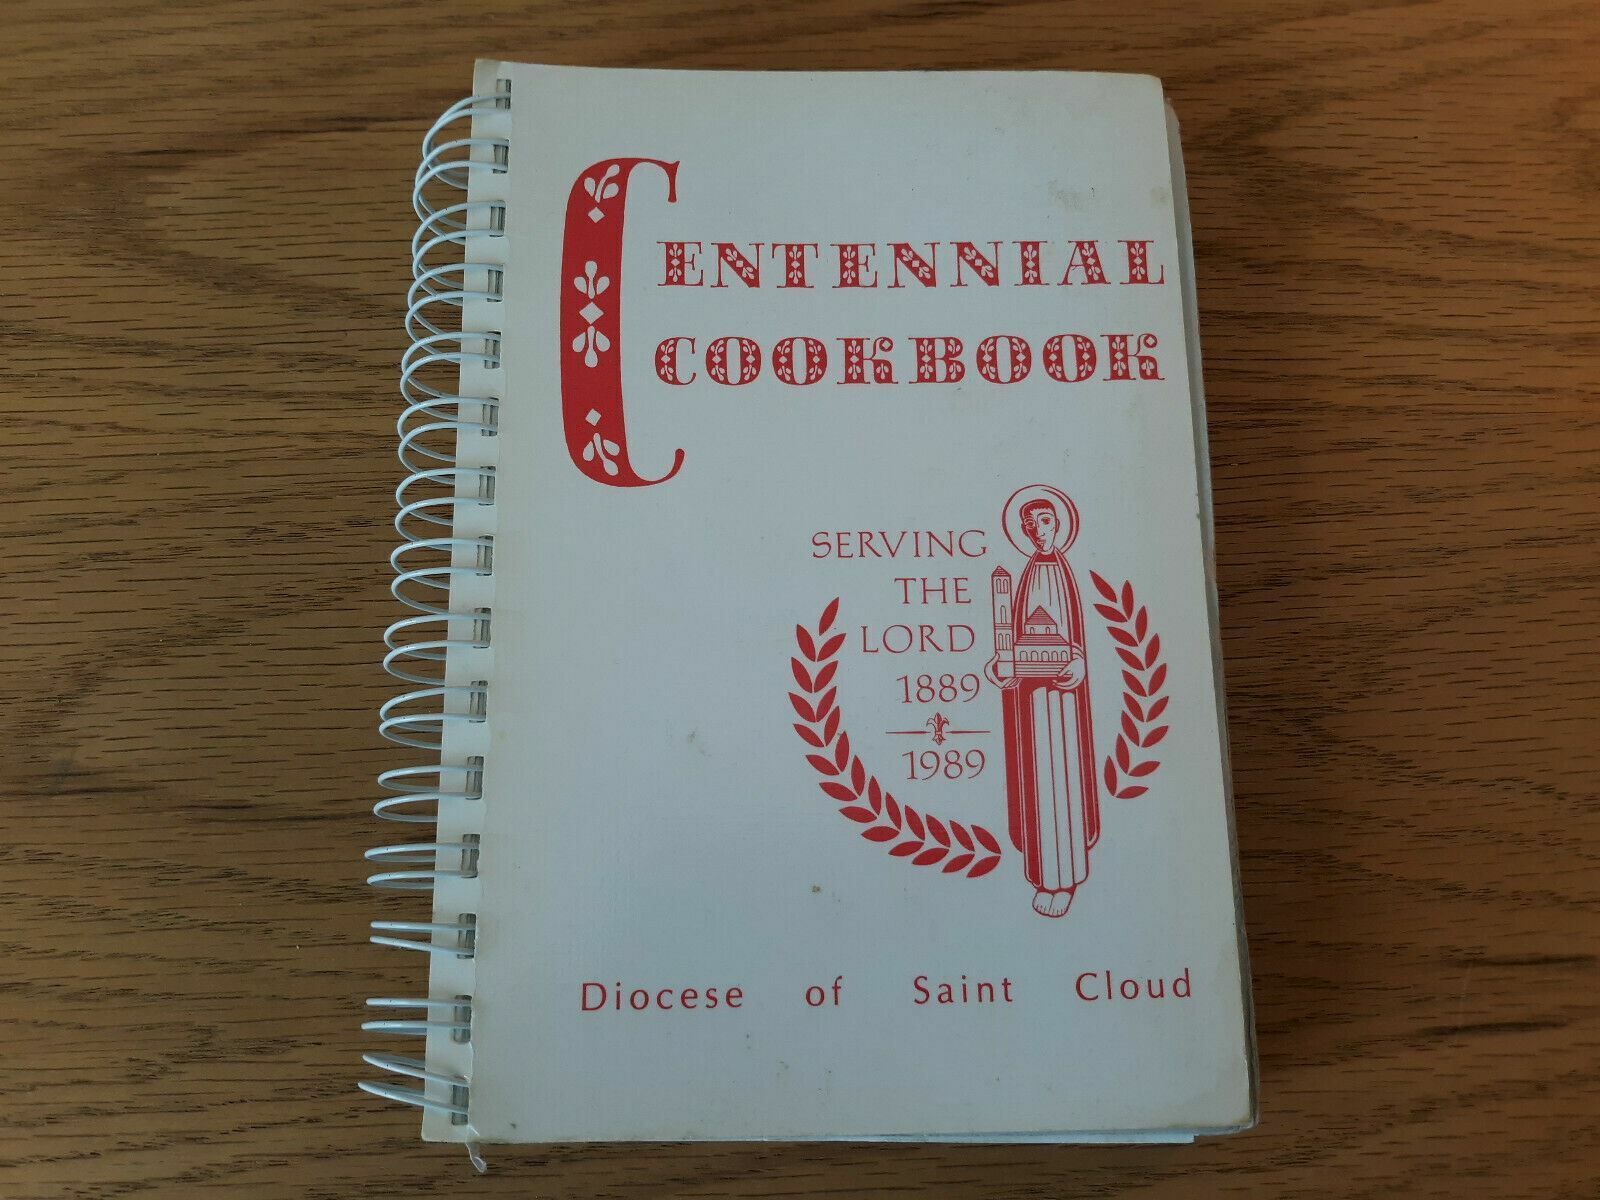 CENTENNIAL
COOKBOOK
SERVING
THE
LORD
1889
1989
Diocese of Saint Cloud